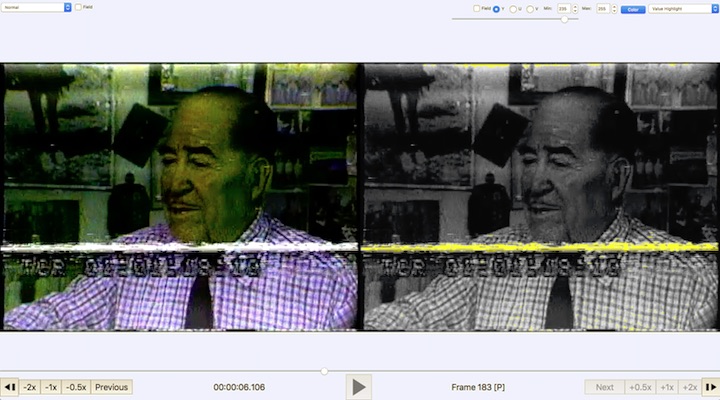 Normal Field Field Y U V Min: 235 Max: 255 Color Value Highlight
-2x -1x -0.5x Previous 00:00:06.106 Frame 183 [P] Next +0.5x +1x +2x